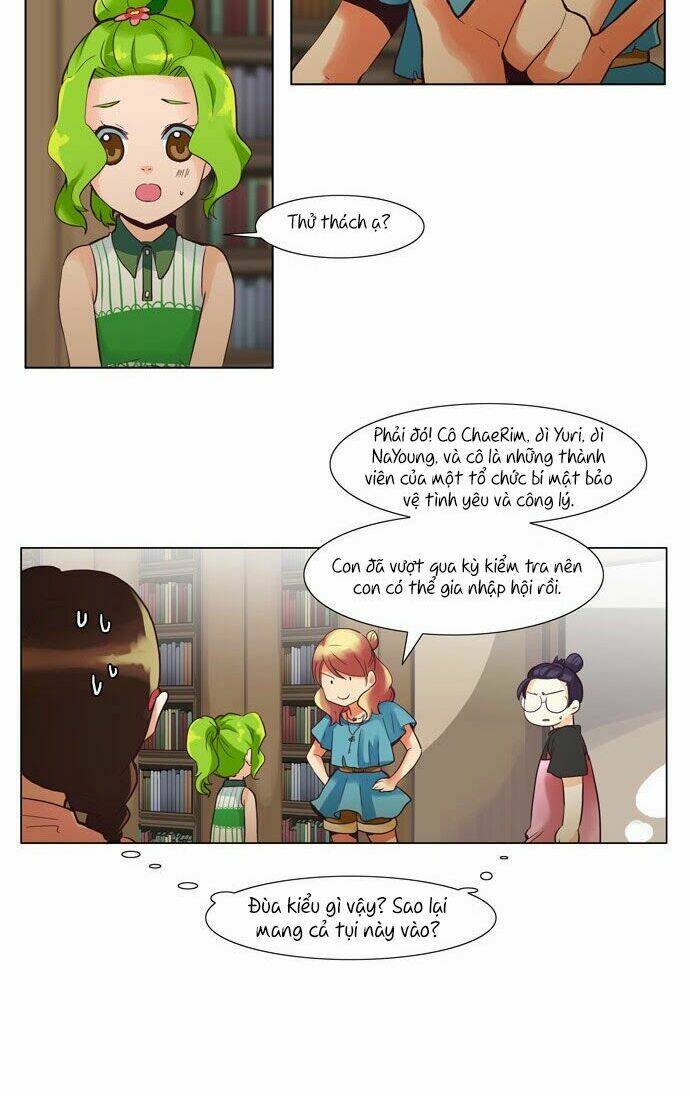 Thử thách ạ?
Phải đó! Cô ChaeRim, dì Yuri, dì
NaYoung, và cô là những thành
viên của một tổ chức bí mật bảo
vệ tình yêu và công lý.
Con đã vượt qua kỳ kiểm tra nên
con có thể gia nhập hội rồi.
Đùa kiểu gì vậy? Sao lại
mang cả tụi này vào?